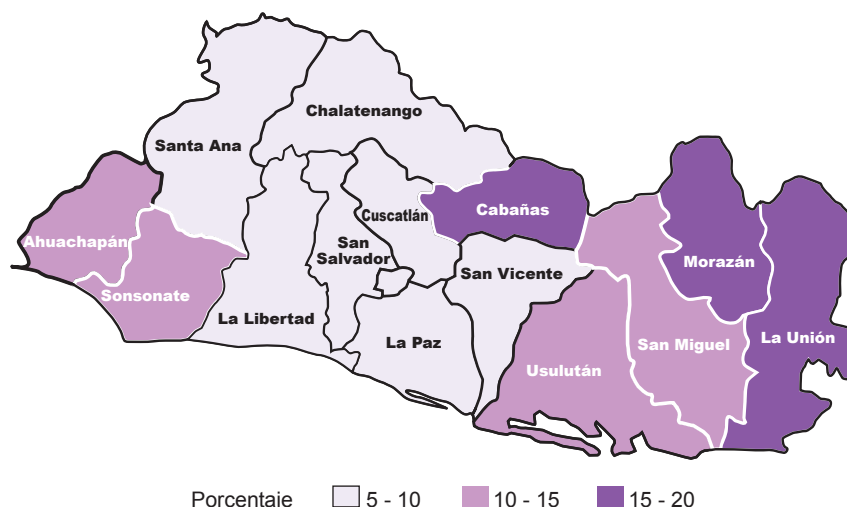 Chalatenango
Santa Ana
Cabañas
Cuscatlán
Ahuachapán
San
Salvador
San Vicente
Morazán
Sonsonate
La Libertad
La Paz
Usulután
San Miguel
La Unión
Porcentaje 5 - 10 10 - 15 15 - 20